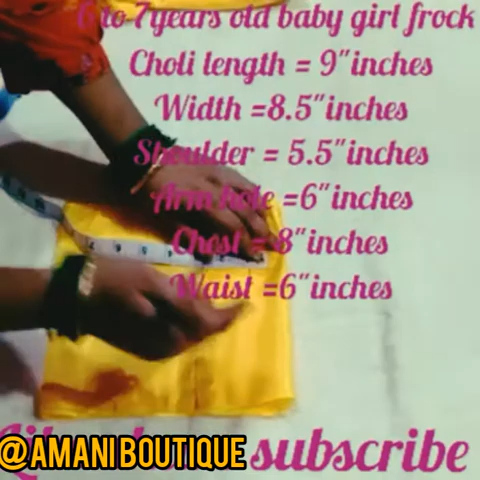 6 to 7years old baby girl frock
Choli length = 9"inches
Width =8.5"inches
Shoulder = 5.5"inches
Arm hole =6"inches
Chest = 8"inches
Waist =6"inches
subscribe
@AMANI BOUTIQUE